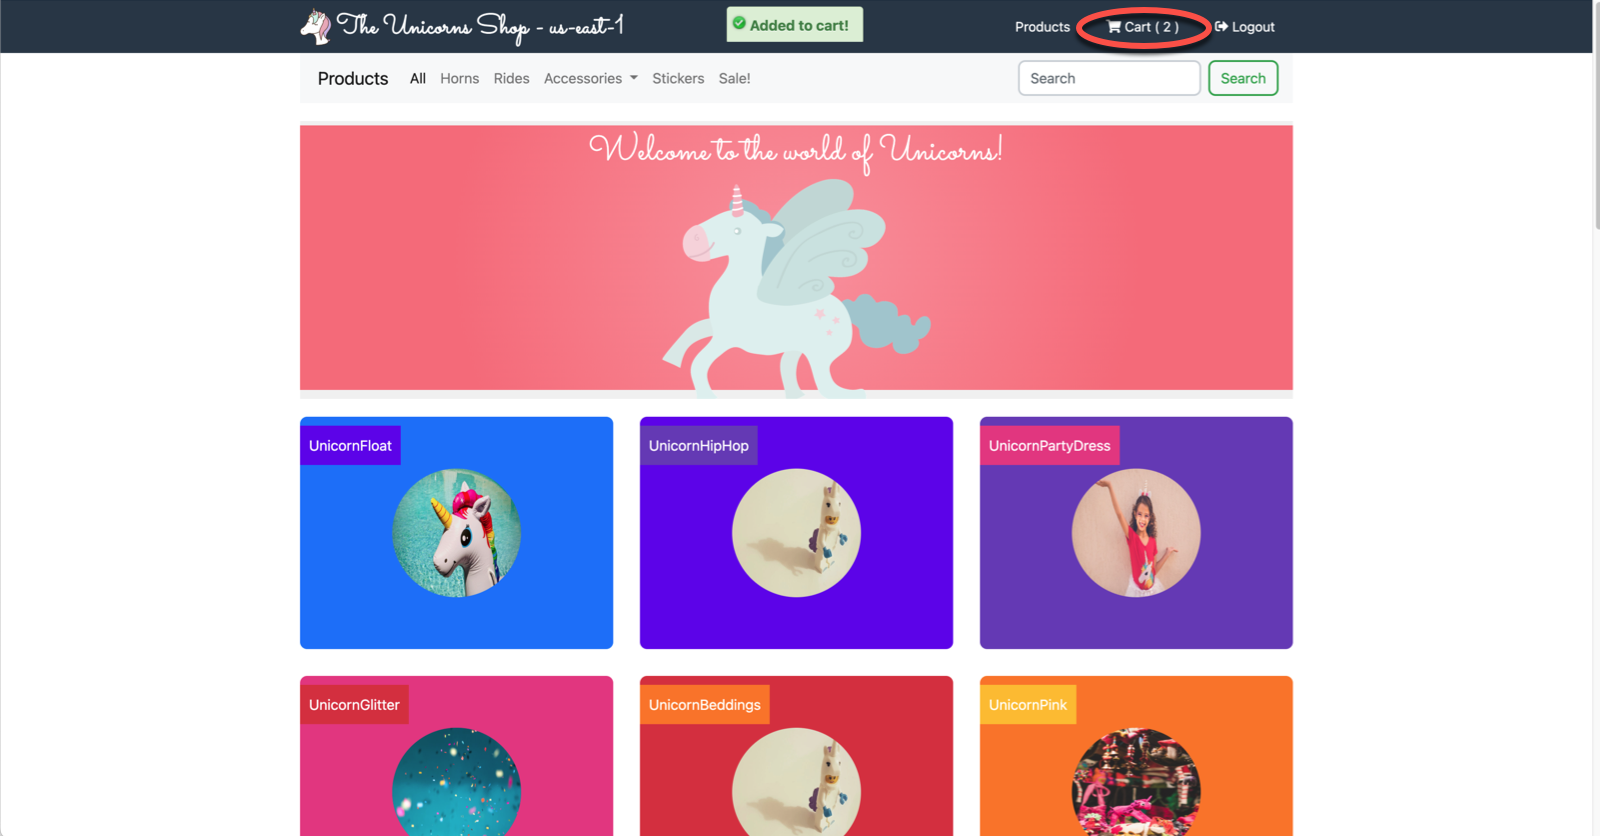 The Unicorns Shop - us-east-1
Added to cart!
Products
Cart ( 2 )
Logout
Products
All
Horns
Rides
Accessories
Stickers
Sale!
Search
Search
Welcome to the world of Unicorns!
UnicornFloat
UnicornHipHop
UnicornPartyDress
UnicornGlitter
UnicornBeddings
UnicornPink